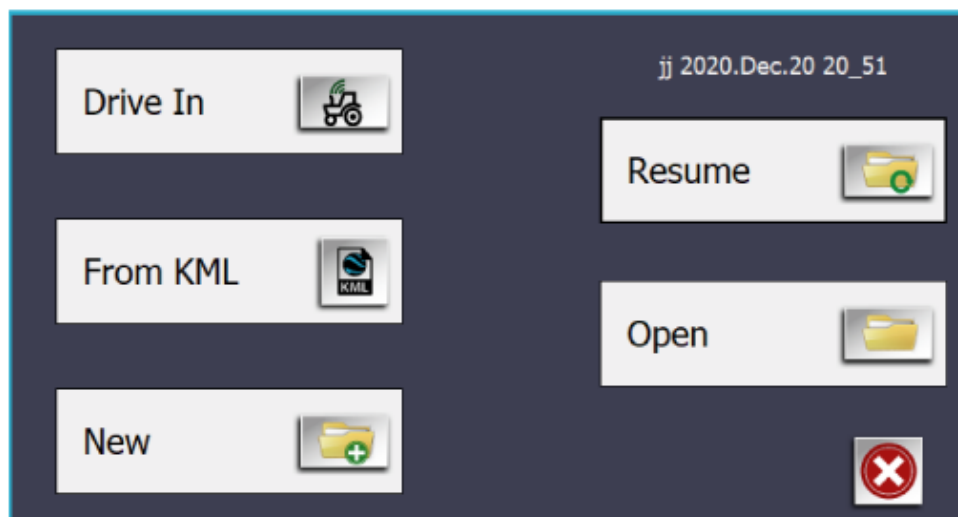 Drive In
From KML
KML
New
jj 2020.Dec.20 20_51
Resume
Open